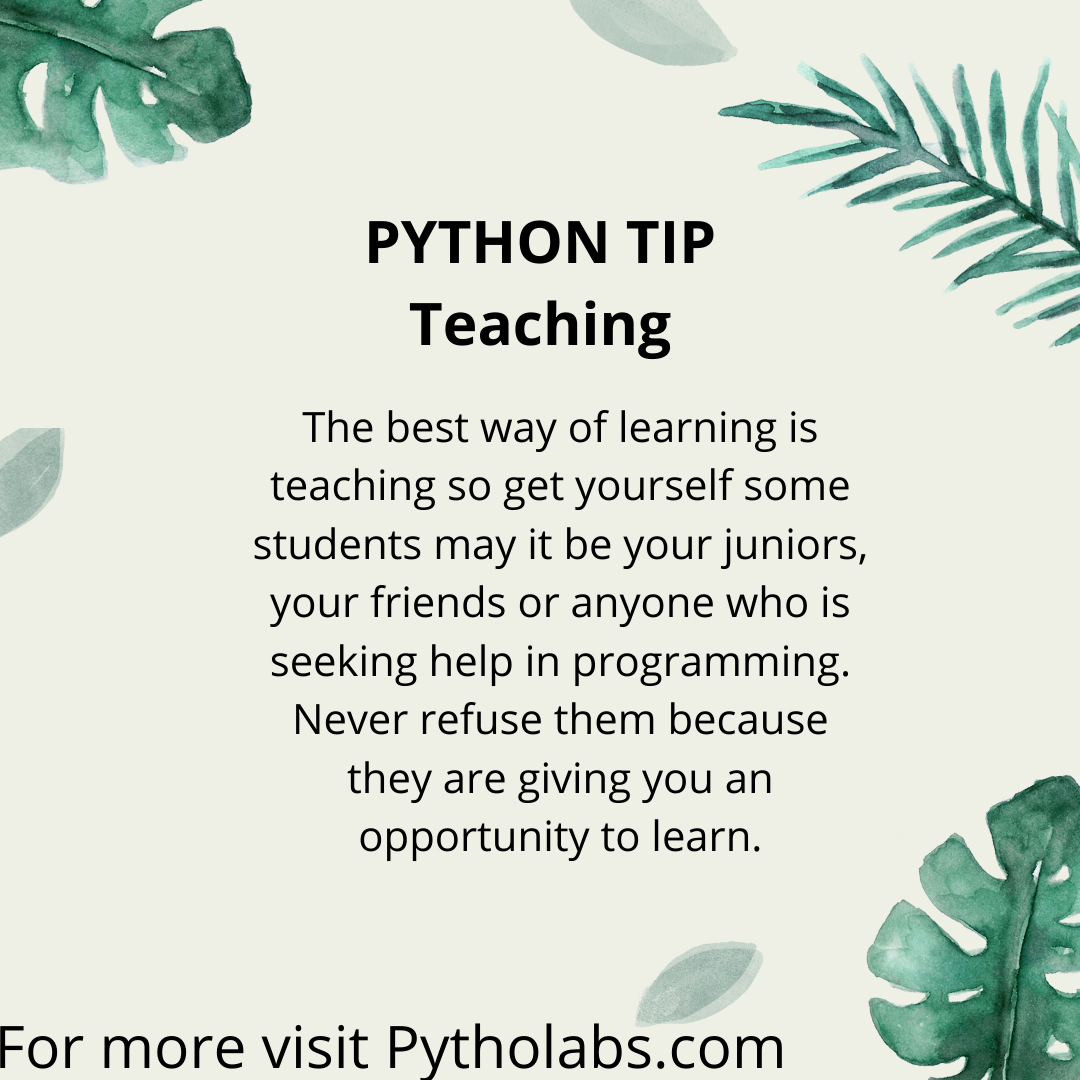 PYTHON TIP
Teaching
The best way of learning is
teaching so get yourself some
students may it be your juniors,
your friends or anyone who is
seeking help in programming.
Never refuse them because
they are giving you an
opportunity to learn.
For more visit Pytholabs.com